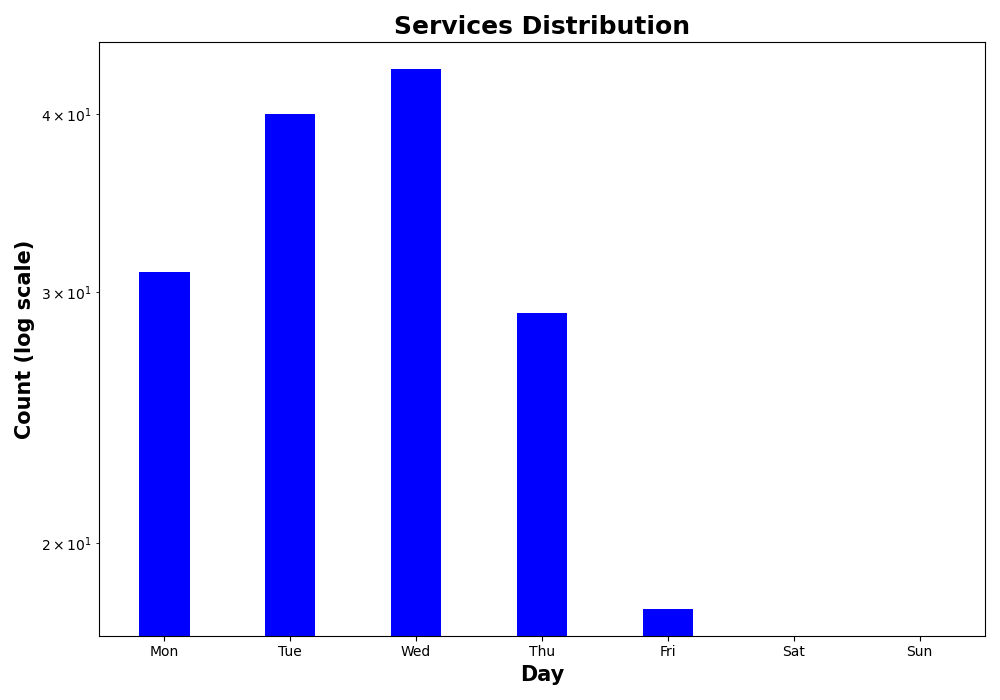 Services Distribution
Count (log scale)
4 × 10¹
3 × 10¹
2 × 10¹
Mon Tue Wed Thu Fri Sat Sun
Day